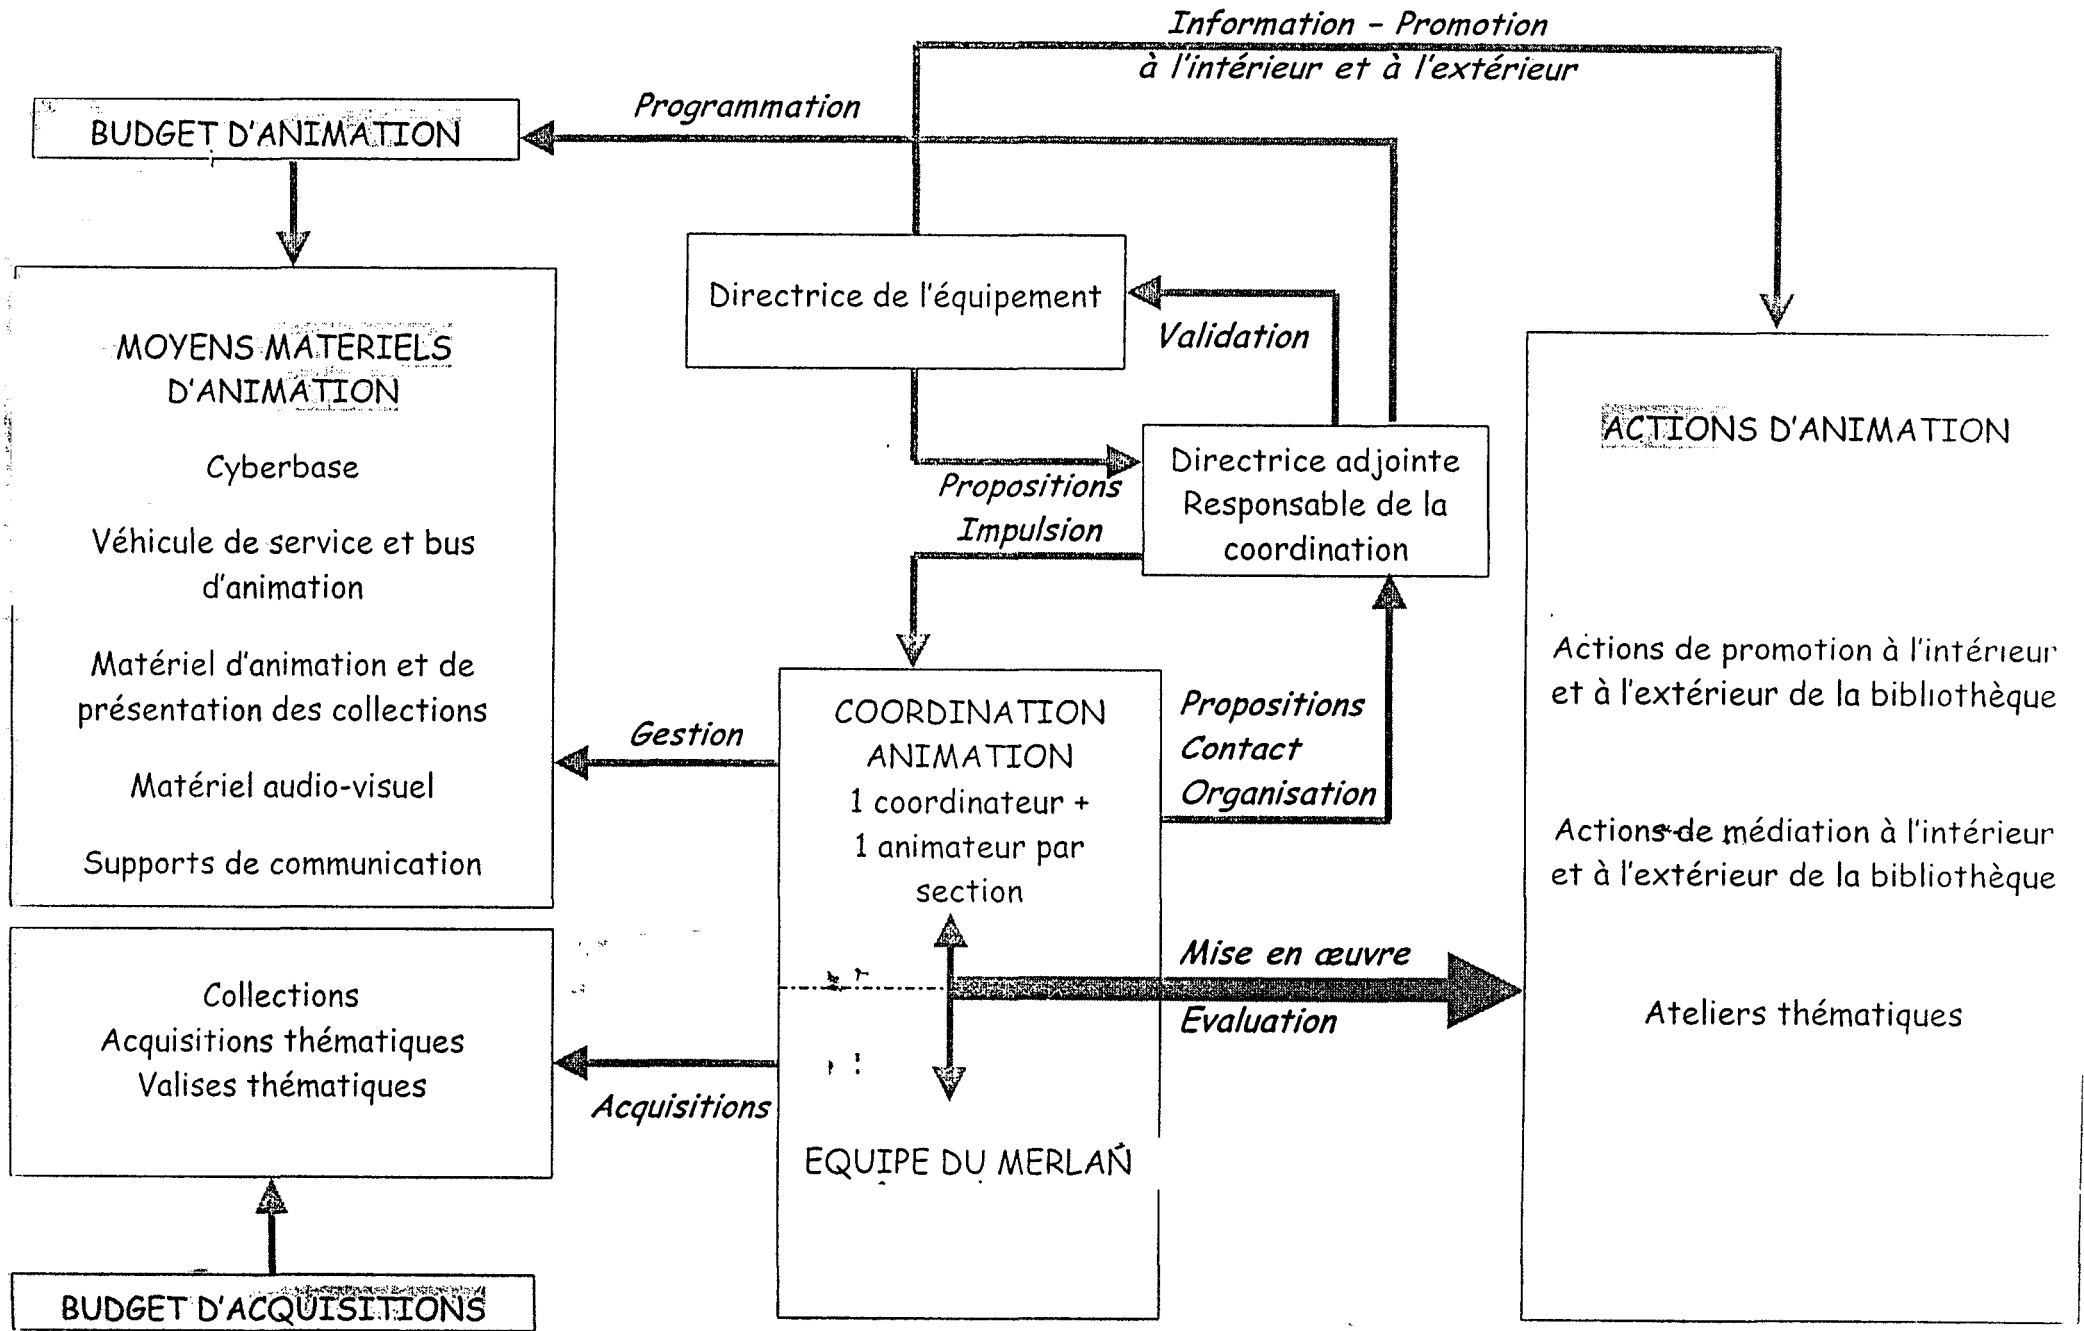 Information – Promotion
à l'intérieur et à l'extérieur
Programmation
BUDGET D'ANIMATION
Directrice de l'équipement
Validation
MOYENS MATERIELS
D'ANIMATION
Cyberbase
Véhicule de service et bus
d'animation
Matériel d'animation et de
présentation des collections
Matériel audio-visuel
Supports de communication
Propositions
Impulsion
Directrice adjointe
Responsable de la
coordination
Gestion
COORDINATION
ANIMATION
1 coordinateur +
1 animateur par
section
Propositions
Contact
Organisation
Mise en œuvre
Evaluation
ACTIONS D'ANIMATION
Actions de promotion à l'intérieur
et à l'extérieur de la bibliothèque
Actions de médiation à l'intérieur
et à l'extérieur de la bibliothèque
Ateliers thématiques
Collections
Acquisitions thématiques
Valises thématiques
Acquisitions
EQUIPE DU MERLAN
BUDGET D'ACQUISITIONS